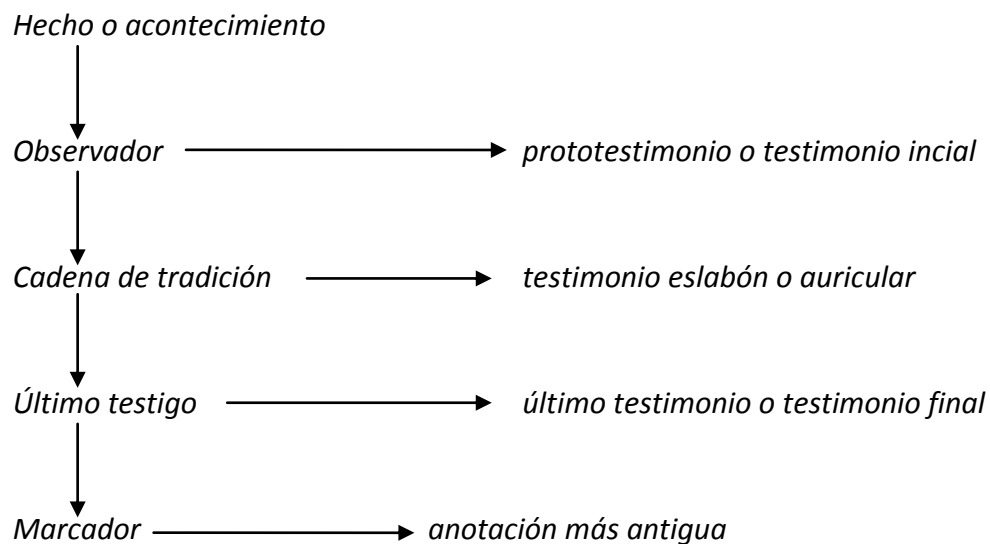 Hecho o acontecimiento
Observador prototestimonio o testimonio incial
Cadena de tradición testimonio eslabón o auricular
Último testigo último testimonio o testimonio final
Marcador anotación más antigua